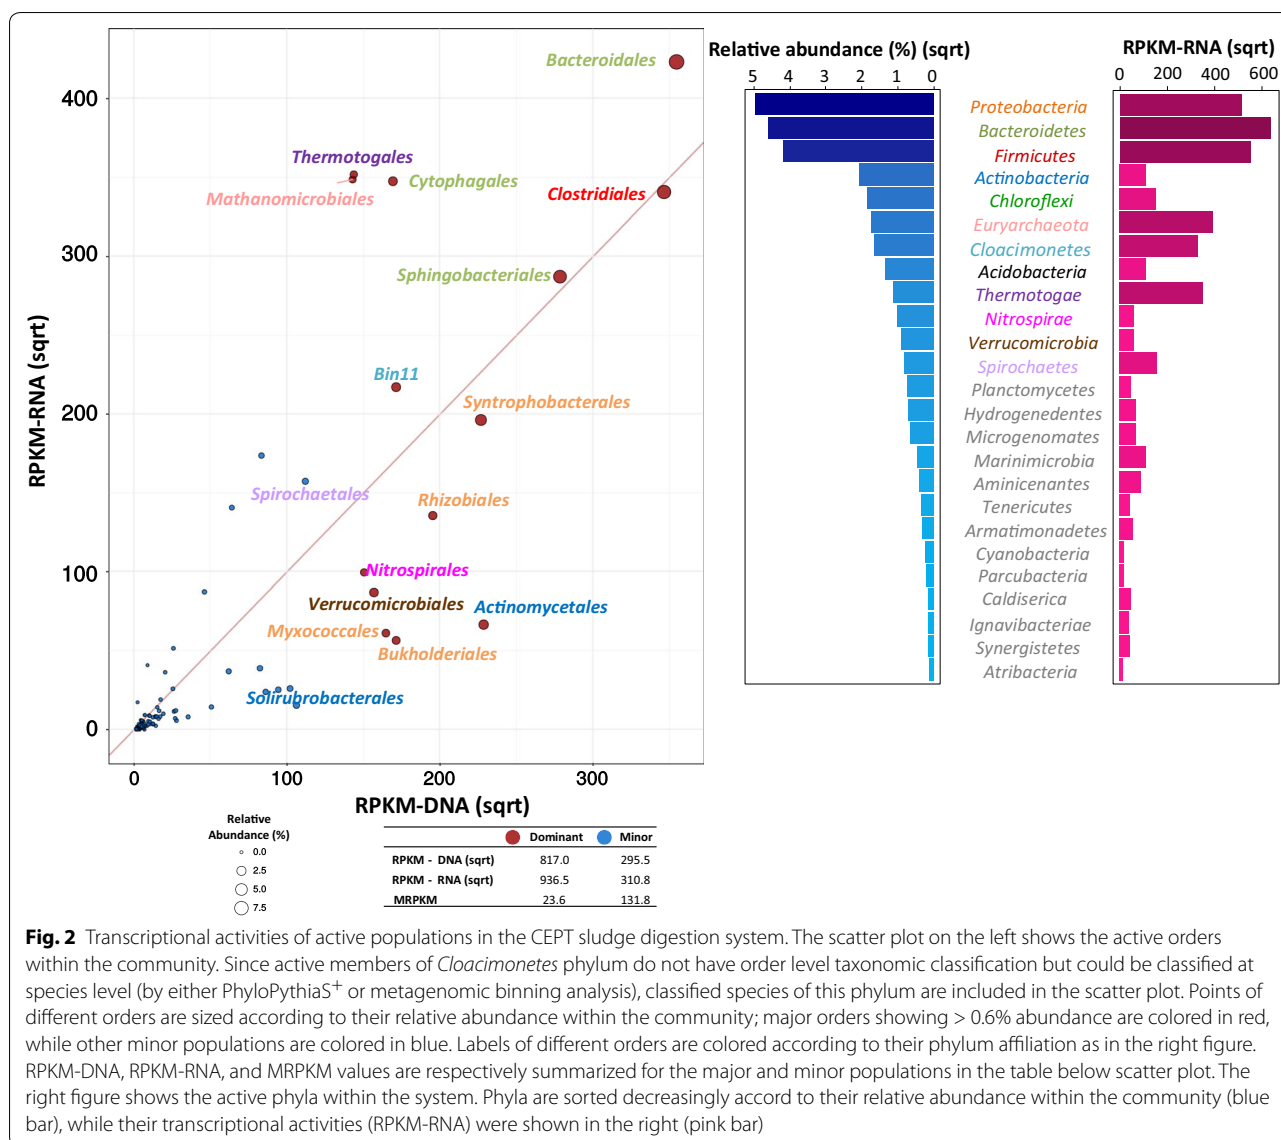 Bacteroidales
Thermotogales
Cytophagales
Mathanomicrobiales
Clostridiales
Sphingobacteriales
Bin11
Syntrophobacterales
Spirochaetales
Rhizobiales
Nitrospirales
Verrucomicrobiales
Actinomycetales
Myxococcales
Bukholderiales
Solirubrobacterales
400
300
200
100
0
RPKM-RNA (sqrt)
0 100 200 300
RPKM-DNA (sqrt)
Relative
Abundance (%)
0.0
2.5
5.0
7.5
Dominant Minor
RPKM - DNA (sqrt) 817.0 295.5
RPKM - RNA (sqrt) 936.5 310.8
MRPKM 23.6 131.8
Relative abundance (%) (sqrt)
5 4 3 2 1 0
RPKM-RNA (sqrt)
0 200 400 600
Proteobacteria
Bacteroidetes
Firmicutes
Actinobacteria
Chloroflexi
Euryarchaeota
Cloacimonetes
Acidobacteria
Thermotogae
Nitrospirae
Verrucomicrobia
Spirochaetes
Planctomycetes
Hydrogenedentes
Microgenomates
Marinimicrobia
Aminicenantes
Tenericutes
Armatimonadetes
Cyanobacteria
Parcubacteria
Caldiserica
Ignavibacteriae
Synergistetes
Atribacteria
Fig. 2 Transcriptional activities of active populations in the CEPT sludge digestion system. The scatter plot on the left shows the active orders
within the community. Since active members of Cloacimonetes phylum do not have order level taxonomic classification but could be classified at
species level (by either PhyloPythiaS+ or metagenomic binning analysis), classified species of this phylum are included in the scatter plot. Points of
different orders are sized according to their relative abundance within the community; major orders showing > 0.6% abundance are colored in red,
while other minor populations are colored in blue. Labels of different orders are colored according to their phylum affiliation as in the right figure.
RPKM-DNA, RPKM-RNA, and MRPKM values are respectively summarized for the major and minor populations in the table below scatter plot. The
right figure shows the active phyla within the system. Phyla are sorted decreasingly accord to their relative abundance within the community (blue
bar), while their transcriptional activities (RPKM-RNA) were shown in the right (pink bar)